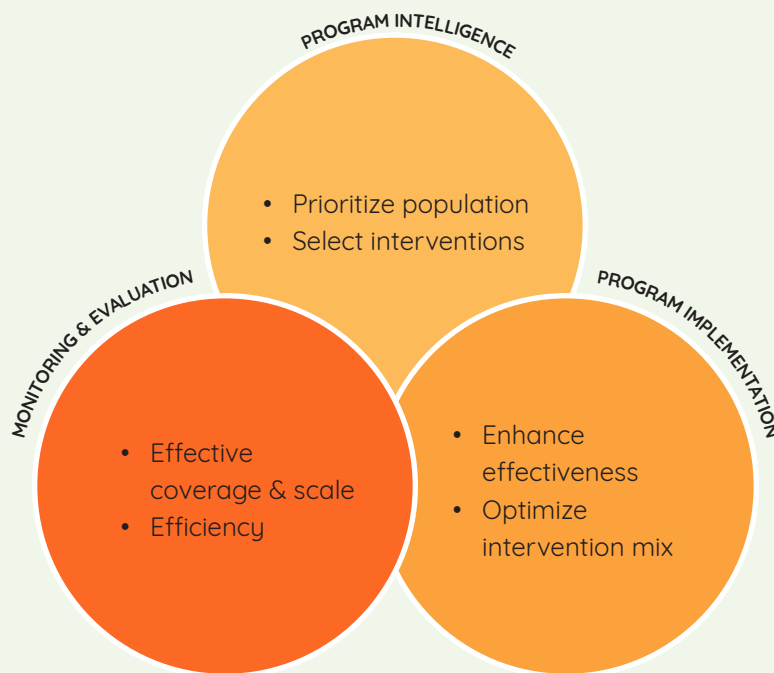 PROGRAM INTELLIGENCE
• Prioritize population
• Select interventions
MONITORING & EVALUATION
• Effective
coverage & scale
• Efficiency
PROGRAM IMPLEMENTATION
• Enhance
effectiveness
• Optimize
intervention mix